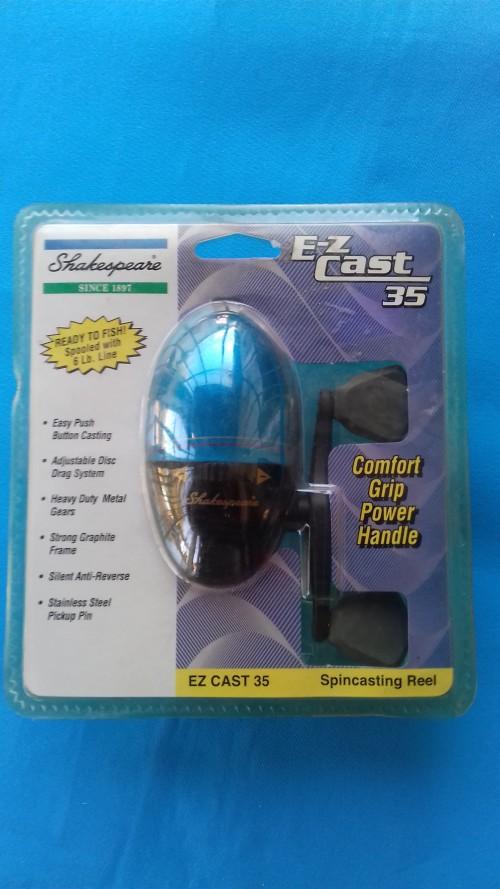 Shakespeare
SINCE 1897
E-Z
Cast
35
READY TO FISH!
Spooled with
6 Lb. Line
• Easy Push
Button Casting
• Adjustable Disc
Drag System
• Heavy Duty Metal
Gears
• Strong Graphite
Frame
• Silent Anti-Reverse
• Stainless Steel
Pickup Pin
Shakespeare
Comfort
Grip
Power
Handle
EZ CAST 35
Spincasting Reel